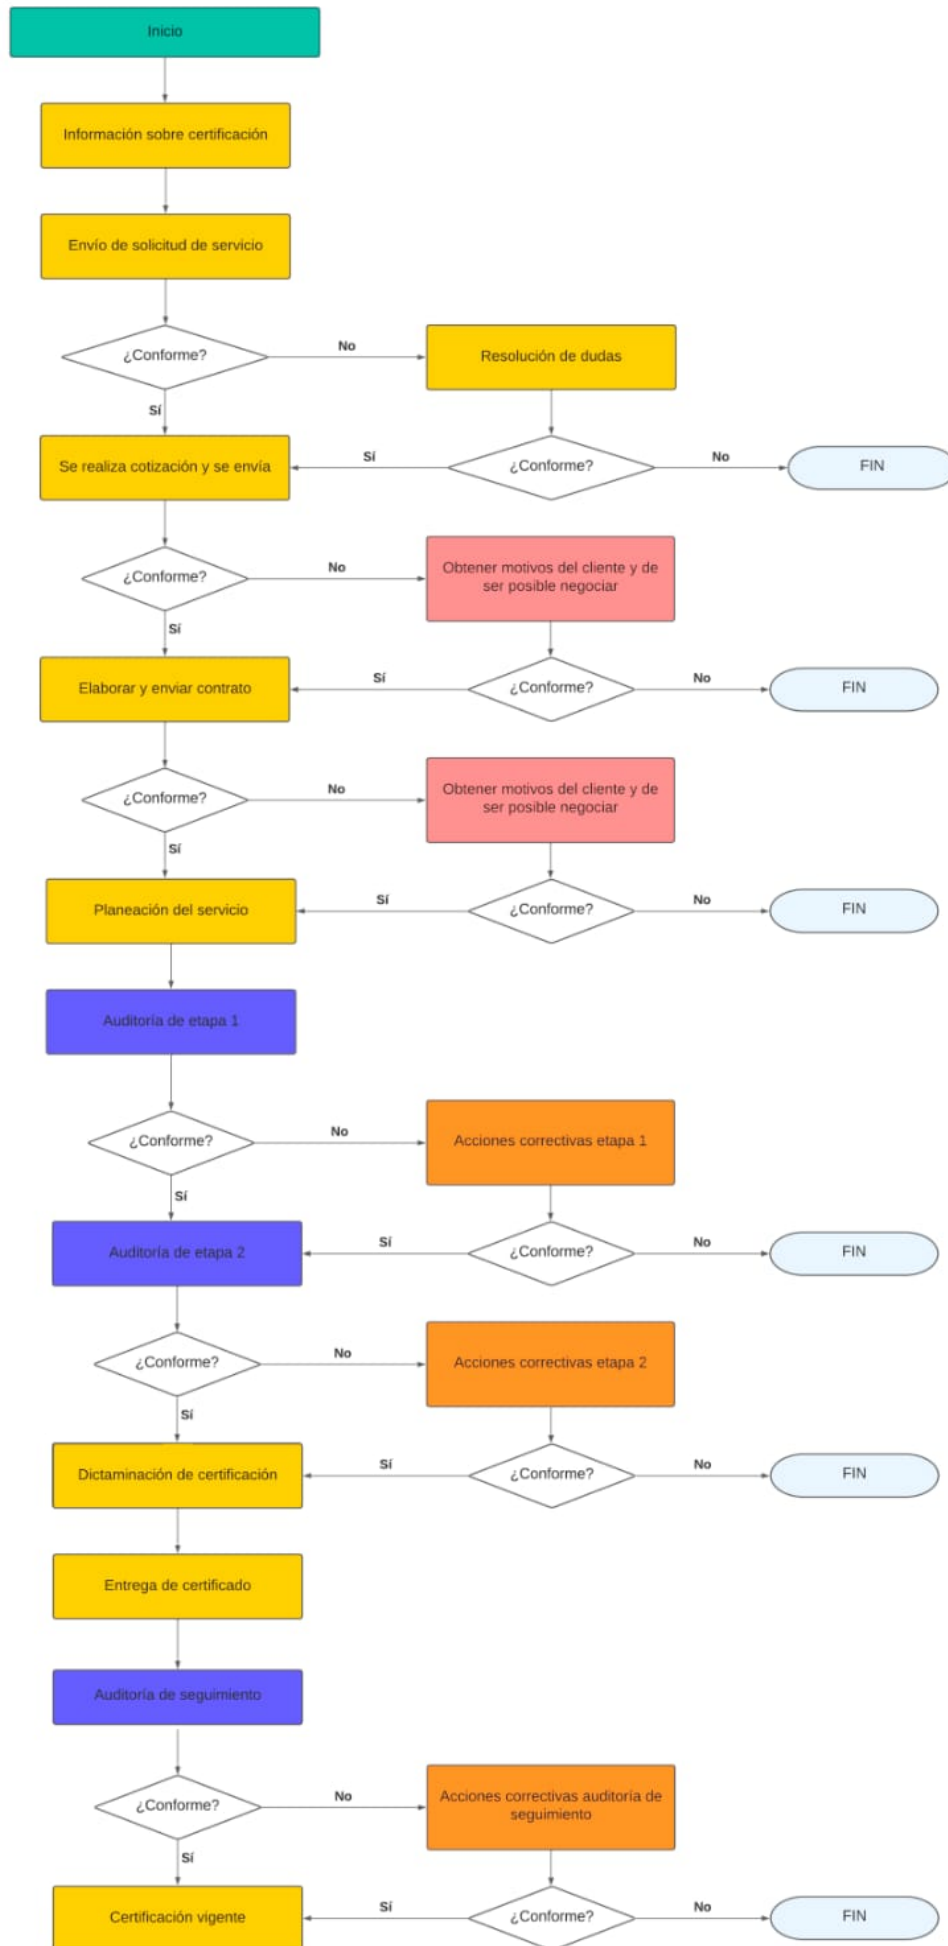 Inicio
Información sobre certificación
Envío de solicitud de servicio
¿Conforme?
No
Resolución de dudas
Sí
Se realiza cotización y se envía
Sí
¿Conforme?
No
FIN
¿Conforme?
No
Obtener motivos del cliente y de
ser posible negociar
Sí
Elaborar y enviar contrato
Sí
¿Conforme?
No
FIN
¿Conforme?
No
Obtener motivos del cliente y de
ser posible negociar
Sí
Planeación del servicio
Sí
¿Conforme?
No
FIN
Auditoría de etapa 1
¿Conforme?
No
Acciones correctivas etapa 1
Sí
Auditoría de etapa 2
Sí
¿Conforme?
No
FIN
¿Conforme?
No
Acciones correctivas etapa 2
Sí
Dictaminación de certificación
Sí
¿Conforme?
No
FIN
Entrega de certificado
Auditoría de seguimiento
¿Conforme?
No
Acciones correctivas auditoría de
seguimiento
Sí
Certificación vigente
Sí
¿Conforme?
No
FIN